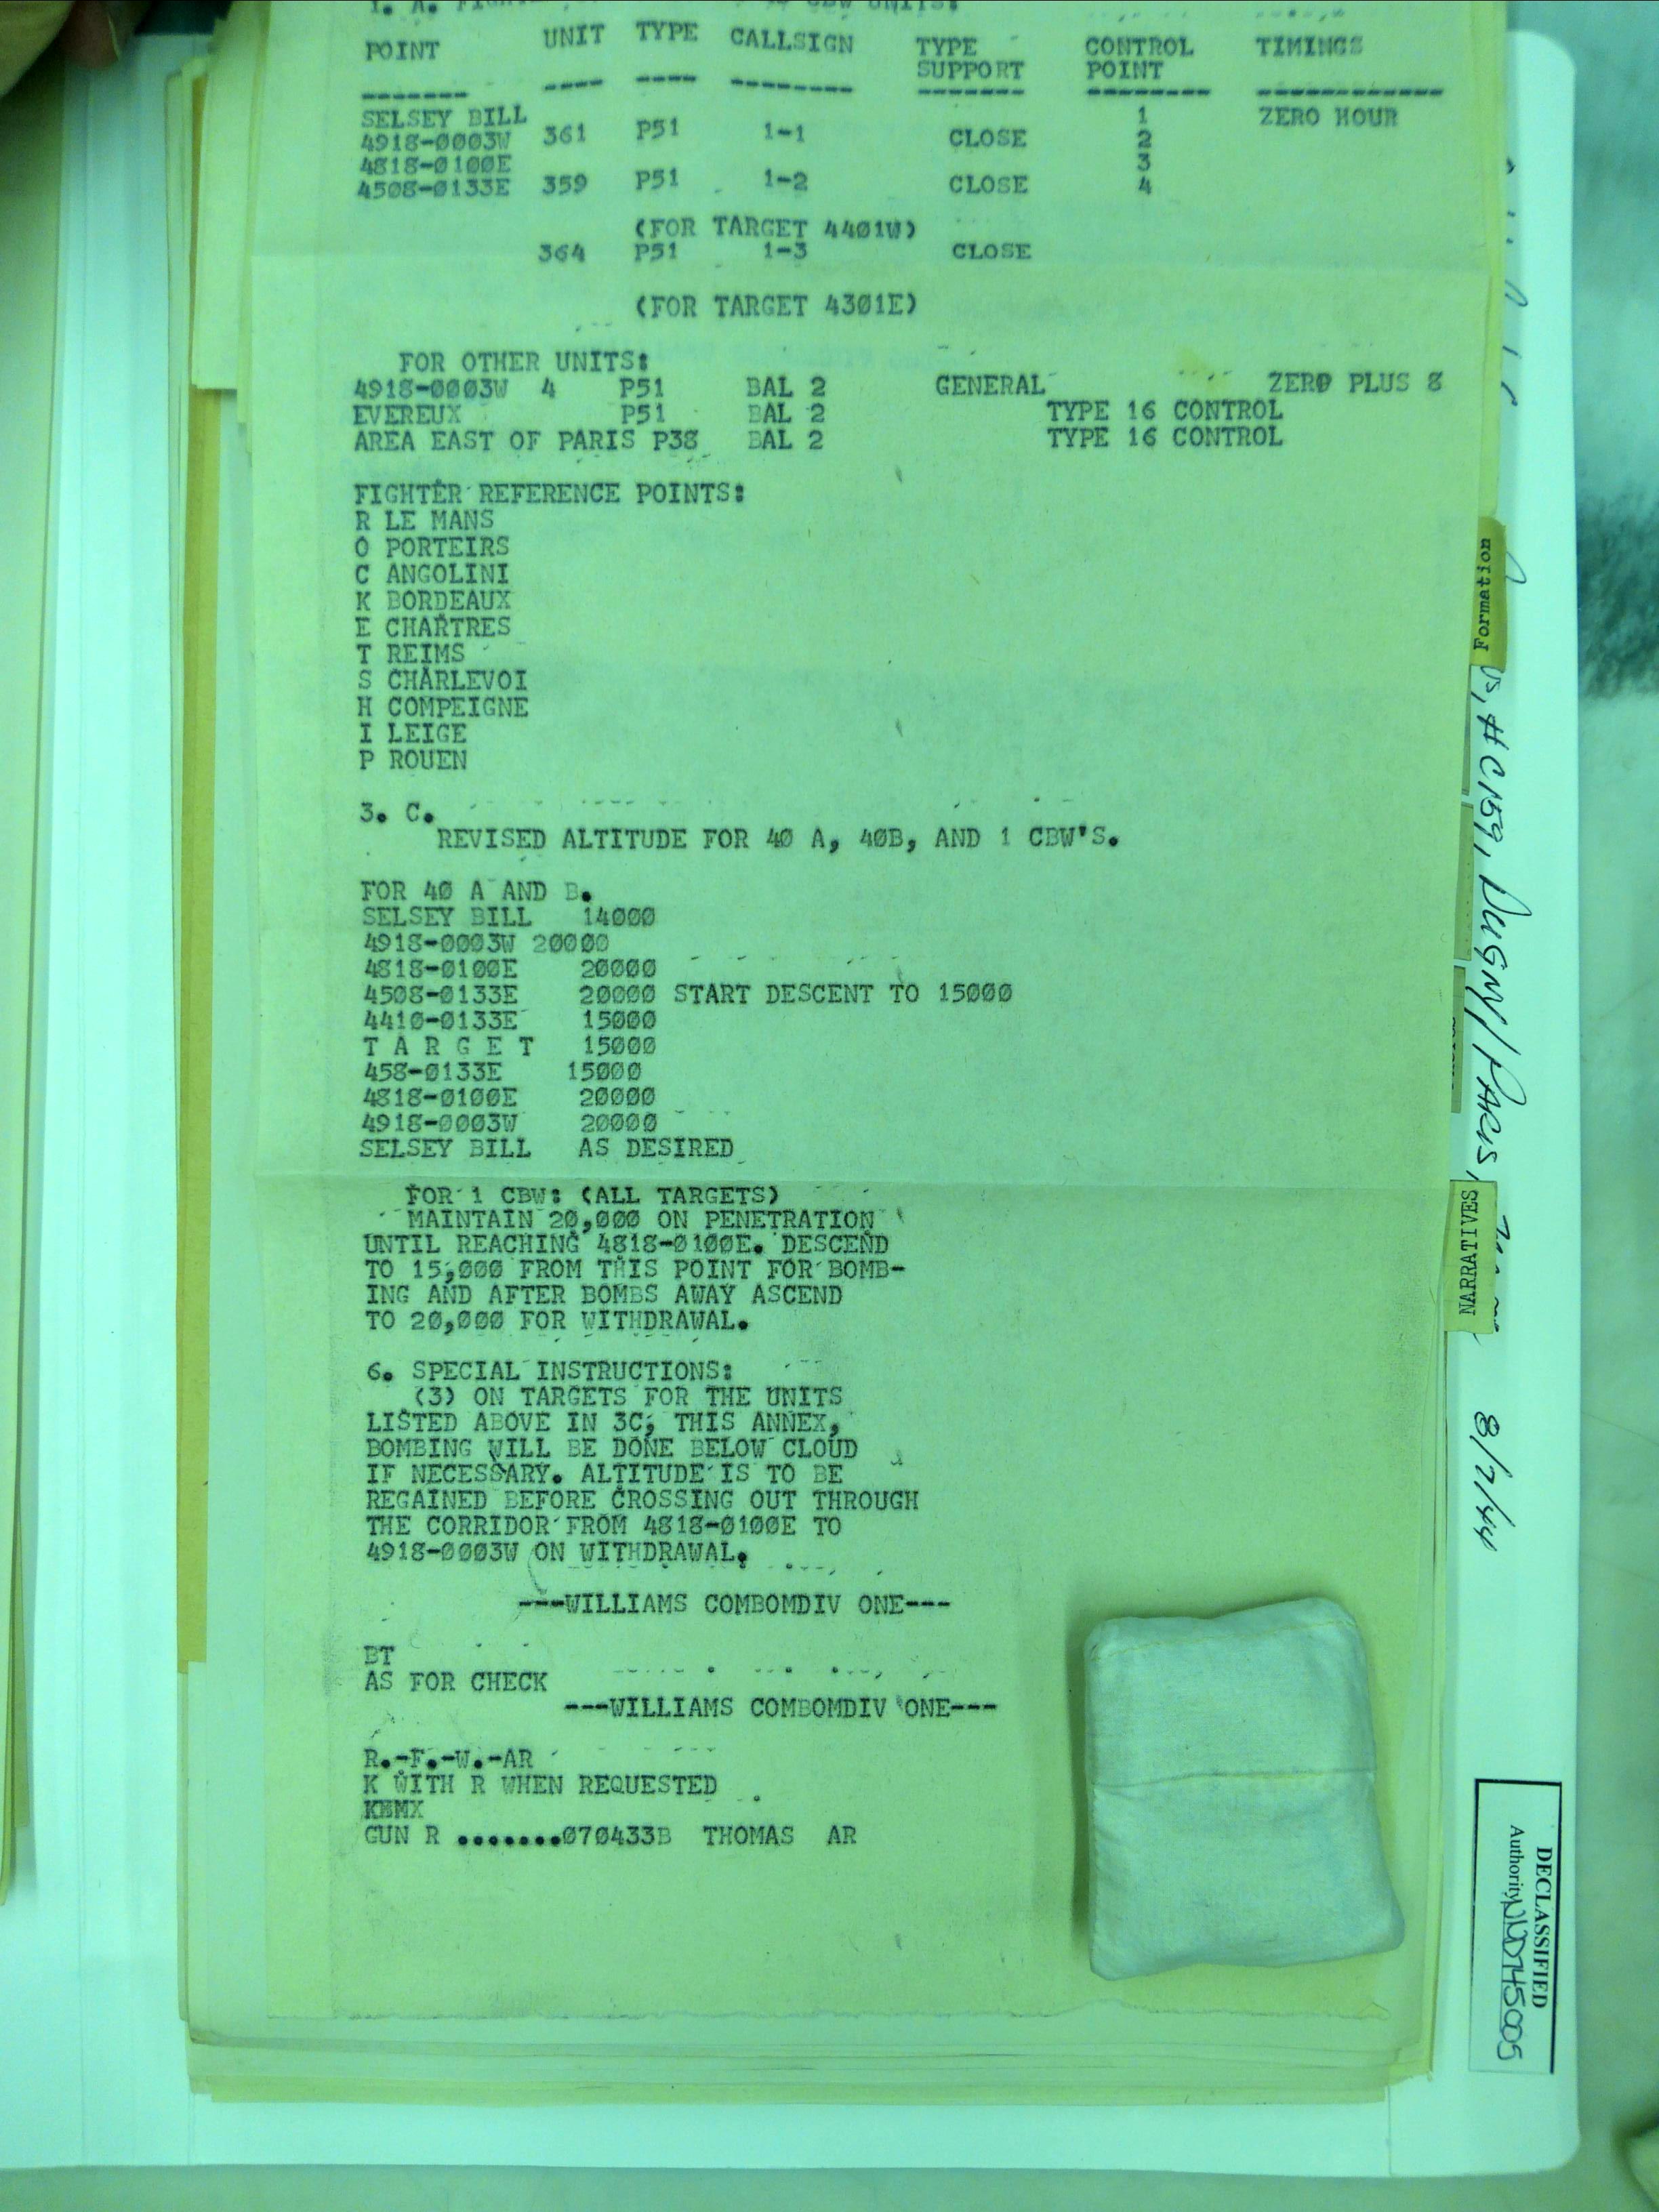 CBW UNITS:
POINT UNIT TYPE CALLSIGN TYPE SUPPORT CONTROL POINT TIMINGS
------- ---- ---- -------- ------- -------- ------------
SELSEY BILL 1 ZERO HOUR
4918-0003W 361 P51 1-1 CLOSE 2
4818-0100E 3
4508-0133E 359 P51 1-2 CLOSE 4
(FOR TARGET 4401W)
364 P51 1-3 CLOSE
(FOR TARGET 4301E)
FOR OTHER UNITS:
4918-0003W 4 P51 BAL 2 GENERAL ZERO PLUS 8
EVEREUX P51 BAL 2 TYPE 16 CONTROL
AREA EAST OF PARIS P38 BAL 2 TYPE 16 CONTROL
FIGHTER REFERENCE POINTS:
R LE MANS
O PORTEIRS
C ANGOLINI
K BORDEAUX
E CHARTRES
T REIMS
S CHARLEVOI
H COMPEIGNE
I LEIGE
P ROUEN
3. C.
REVISED ALTITUDE FOR 40 A, 40B, AND 1 CBW'S.
FOR 40 A AND B.
SELSEY BILL 14000
4918-0003W 20000
4818-0100E 20000
4508-0133E 20000 START DESCENT TO 15000
4410-0133E 15000
T A R G E T 15000
458-0133E 15000
4818-0100E 20000
4918-0003W 20000
SELSEY BILL AS DESIRED
FOR 1 CBW: (ALL TARGETS)
MAINTAIN 20,000 ON PENETRATION
UNTIL REACHING 4818-0100E. DESCEND
TO 15,000 FROM THIS POINT FOR BOMB-
ING AND AFTER BOMBS AWAY ASCEND
TO 20,000 FOR WITHDRAWAL.
6. SPECIAL INSTRUCTIONS:
(3) ON TARGETS FOR THE UNITS
LISTED ABOVE IN 3C, THIS ANNEX,
BOMBING WILL BE DONE BELOW CLOUD
IF NECESSARY. ALTITUDE IS TO BE
REGAINED BEFORE CROSSING OUT THROUGH
THE CORRIDOR FROM 4818-0100E TO
4918-0003W ON WITHDRAWAL.
---WILLIAMS COMBOMDIV ONE---
BT
AS FOR CHECK
---WILLIAMS COMBOMDIV ONE---
R.-F.-W.-AR
K WITH R WHEN REQUESTED
GUN R .......070433B THOMAS AR
Formation
#C159, DUGNY/PARIS,
NARRATIVES
8/7/44
DECLASSIFIED
Authority NND745005